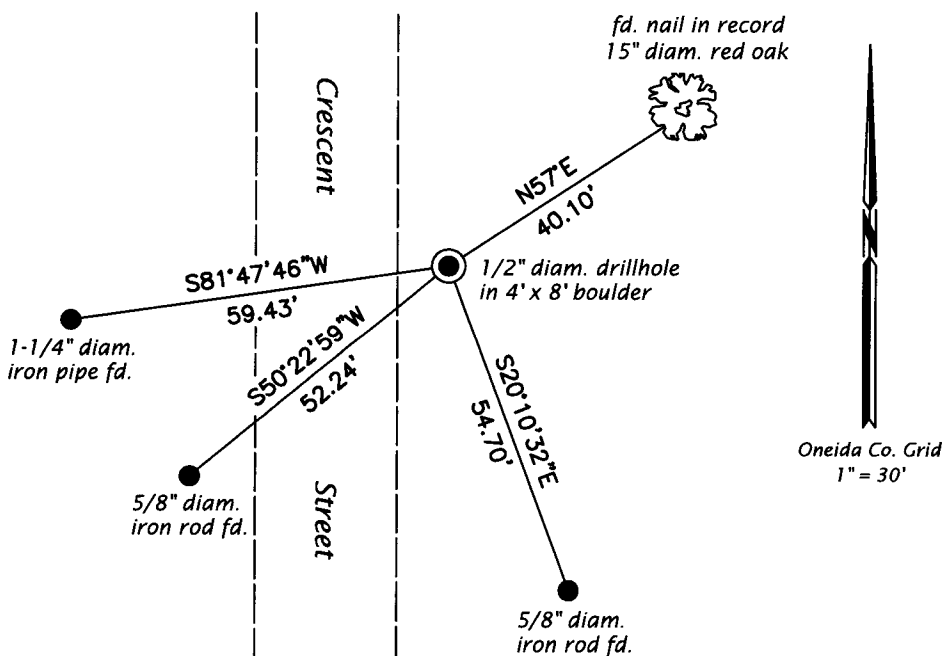 fd. nail in record
15" diam. red oak
Crescent
N57°E
40.10'
S81°47'46"W
59.43'
1/2" diam. drillhole
in 4' x 8' boulder
1-1/4" diam.
iron pipe fd.
S50°22'59"W
52.24'
S20°10'32"E
54.70'
N
Oneida Co. Grid
1" = 30'
5/8" diam.
iron rod fd.
Street
5/8" diam.
iron rod fd.